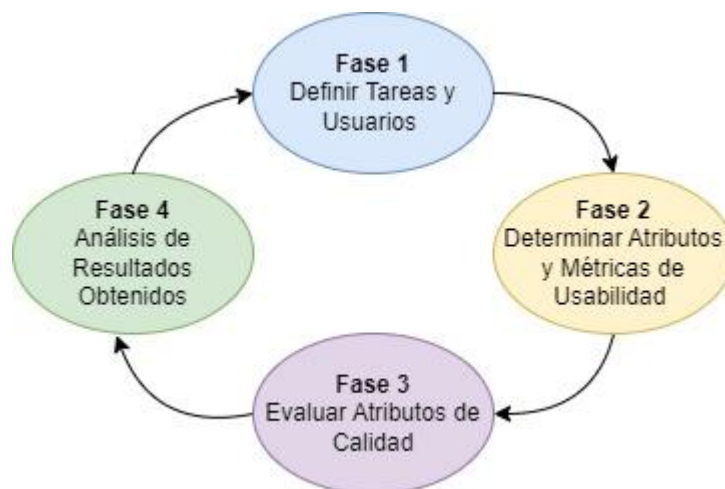 Fase 1
Definir Tareas y
Usuarios
Fase 2
Determinar Atributos
y Métricas de
Usabilidad
Fase 3
Evaluar Atributos de
Calidad
Fase 4
Análisis de
Resultados
Obtenidos